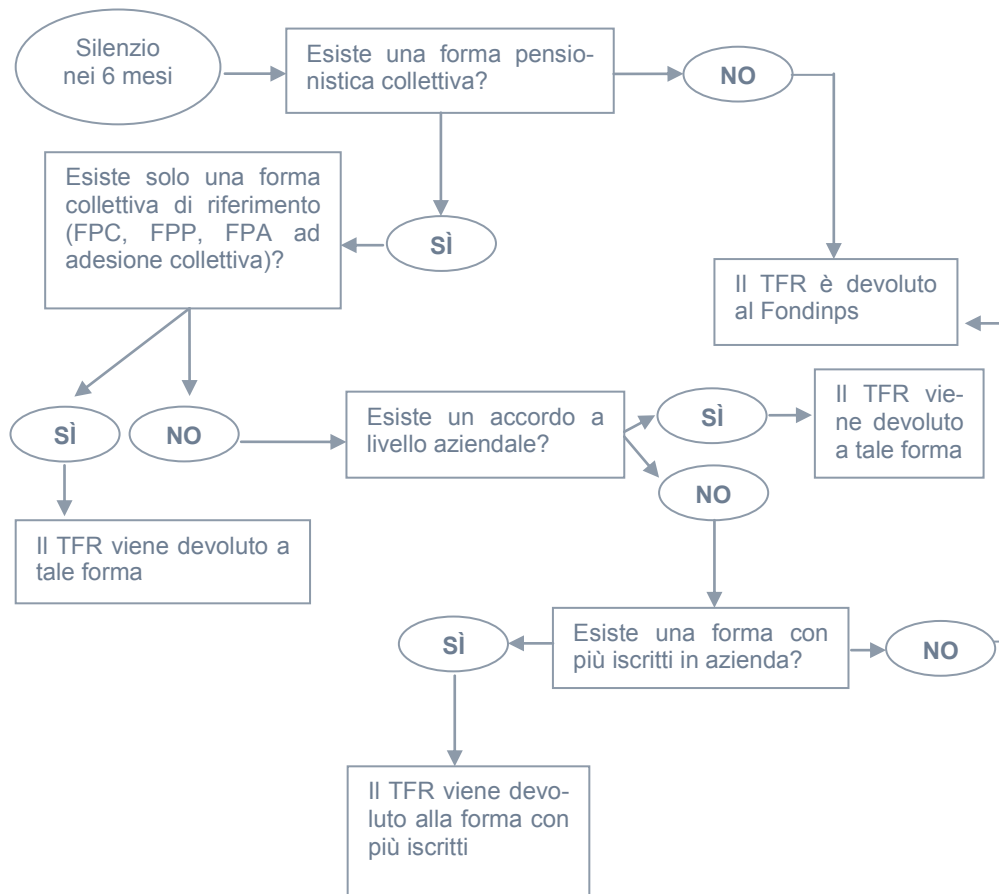 Silenzio
nei 6 mesi
Esiste una forma pensio-
nistica collettiva?
NO
Esiste solo una forma
collettiva di riferimento
(FPC, FPP, FPA ad
adesione collettiva)?
SÌ
Il TFR è devoluto
al Fondinps
SÌ
NO
Esiste un accordo a
livello aziendale?
SÌ
Il TFR vie-
ne devoluto
a tale forma
NO
Il TFR viene devoluto a
tale forma
SÌ
Esiste una forma con
più iscritti in azienda?
NO
Il TFR viene devo-
luto alla forma con
più iscritti